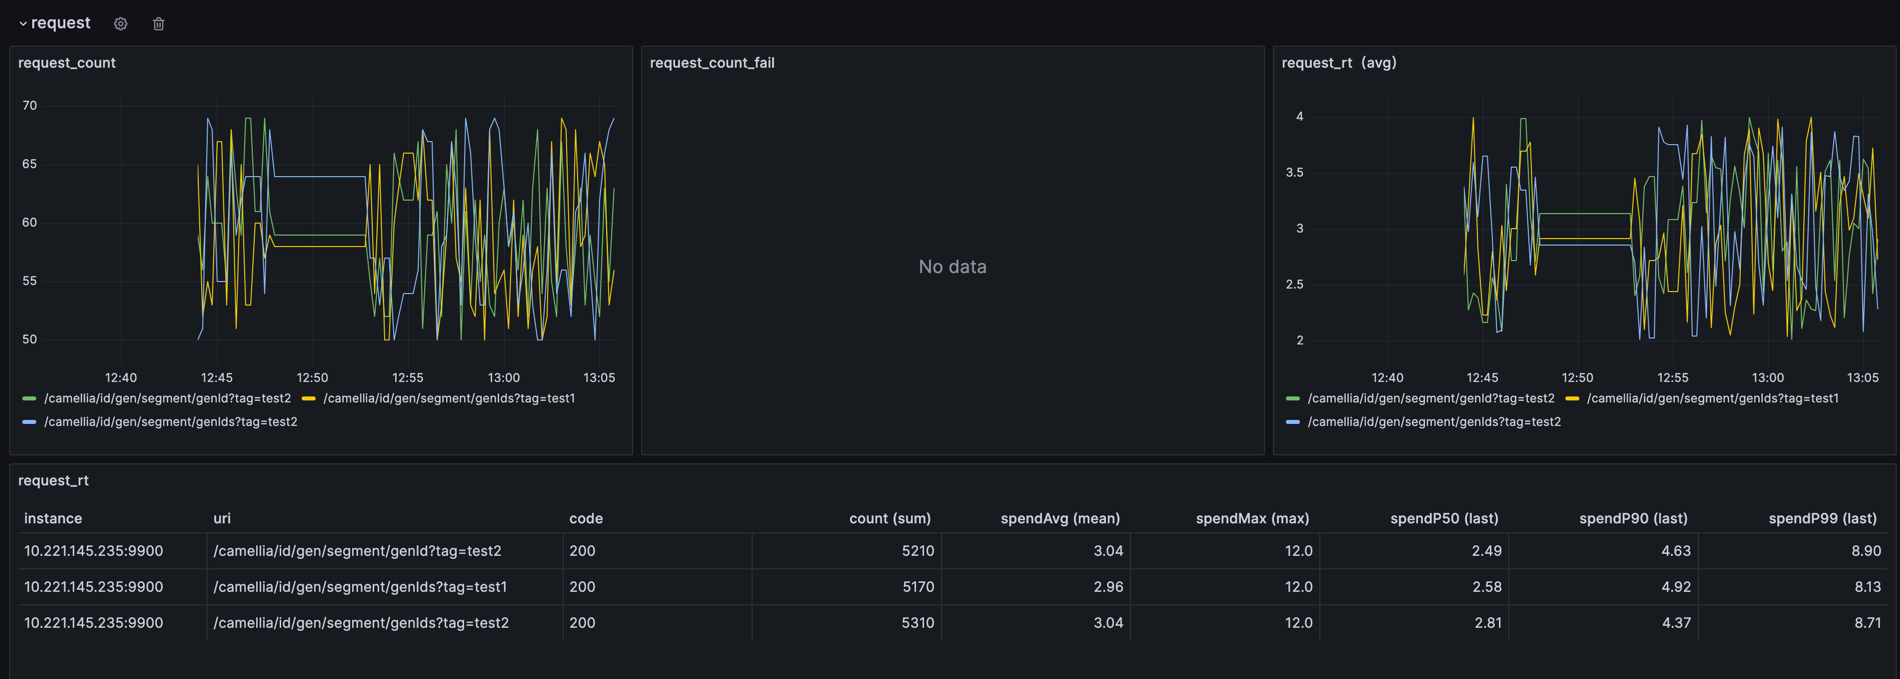 request
request_count
70
65
60
55
50
12:40 12:45 12:50 12:55 13:00 13:05
/camellia/id/gen/segment/genId?tag=test2 /camellia/id/gen/segment/genIds?tag=test1
/camellia/id/gen/segment/genIds?tag=test2
request_count_fail
No data
request_rt (avg)
4
3.5
3
2.5
2
12:40 12:45 12:50 12:55 13:00 13:05
/camellia/id/gen/segment/genId?tag=test2 /camellia/id/gen/segment/genIds?tag=test1
/camellia/id/gen/segment/genIds?tag=test2
request_rt
instance uri code count (sum) spendAvg (mean) spendMax (max) spendP50 (last) spendP90 (last) spendP99 (last)
10.221.145.235:9900 /camellia/id/gen/segment/genId?tag=test2 200 5210 3.04 12.0 2.49 4.63 8.90
10.221.145.235:9900 /camellia/id/gen/segment/genIds?tag=test1 200 5170 2.96 12.0 2.58 4.92 8.13
10.221.145.235:9900 /camellia/id/gen/segment/genIds?tag=test2 200 5310 3.04 12.0 2.81 4.37 8.71